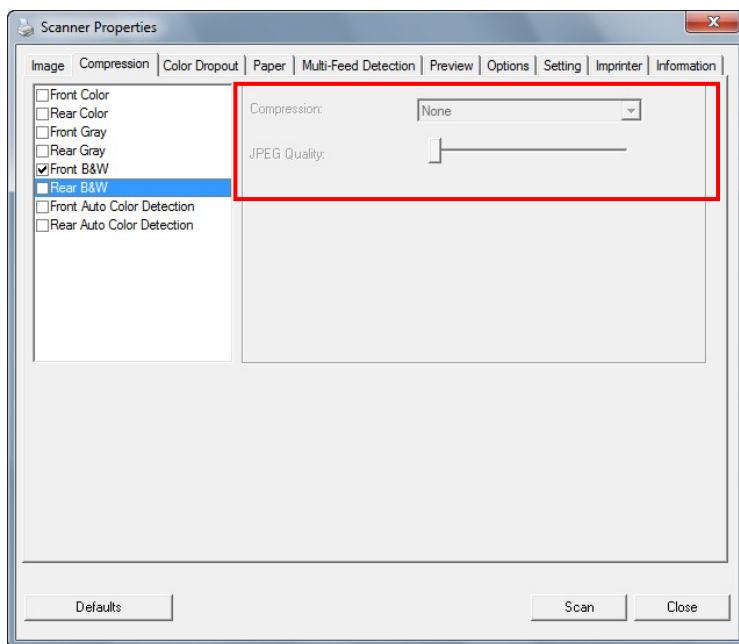 Scanner Properties
Image Compression Color Dropout Paper Multi-Feed Detection Preview Options Setting Imprinter Information
Front Color
Rear Color
Front Gray
Rear Gray
Front B&W
Rear B&W
Front Auto Color Detection
Rear Auto Color Detection
Compression: None
JPEG Quality:
Defaults Scan Close